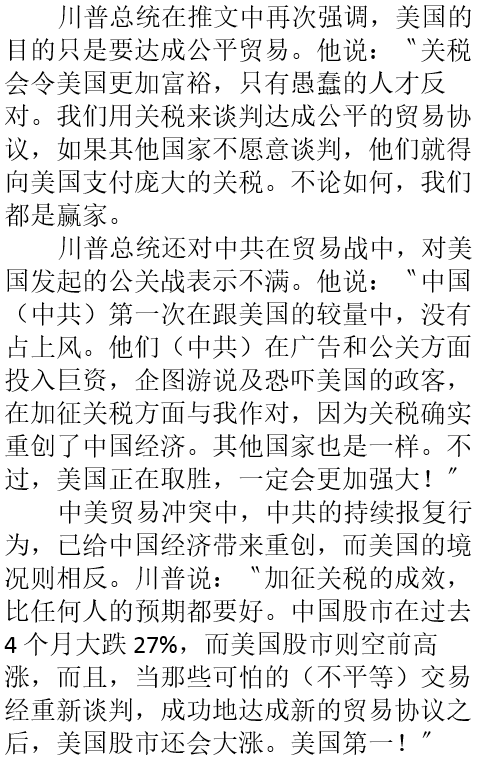 川普总统在推文中再次强调，美国的
目的只是要达成公平贸易。他说：〝关税
会令美国更加富裕，只有愚蠢的人才反
对。我们用关税来谈判达成公平的贸易协
议，如果其他国家不愿意谈判，他们就得
向美国支付庞大的关税。不论如何，我们
都是赢家。
川普总统还对中共在贸易战中，对美
国发起的公关战表示不满。他说：〝中国
（中共）第一次在跟美国的较量中，没有
占上风。他们（中共）在广告和公关方面
投入巨资，企图游说及恐吓美国的政客，
在加征关税方面与我作对，因为关税确实
重创了中国经济。其他国家也是一样。不
过，美国正在取胜，一定会更加强大！〞
中美贸易冲突中，中共的持续报复行
为，已给中国经济带来重创，而美国的境
况则相反。川普说：〝加征关税的成效，
比任何人的预期都要好。中国股市在过去
4 个月大跌 27%，而美国股市则空前高
涨，而且，当那些可怕的（不平等）交易
经重新谈判，成功地达成新的贸易协议之
后，美国股市还会大涨。美国第一！〞